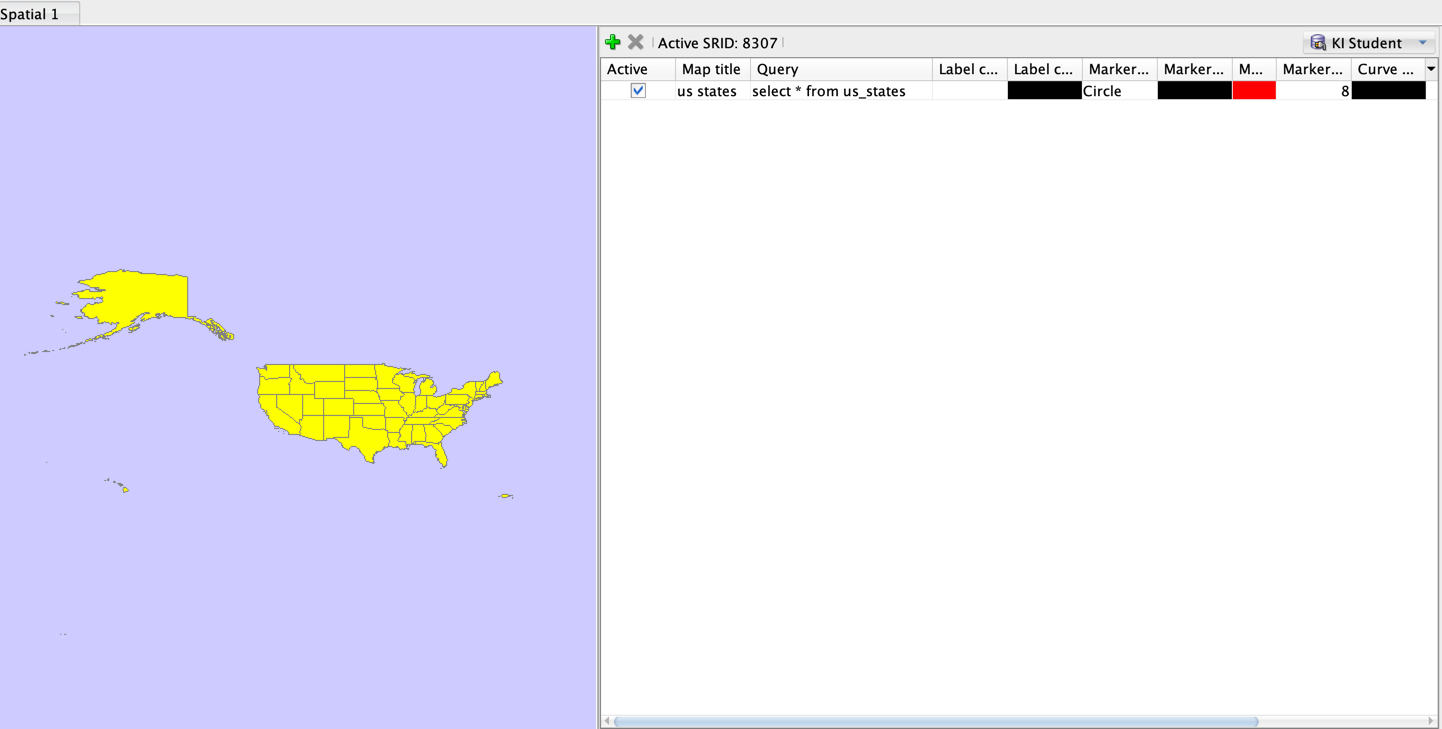 Spatial 1
Active SRID: 8307
KI Student
Active Map title Query Label c... Label c... Marker... Marker... M... Marker... Curve ...
us states select * from us_states Circle 8